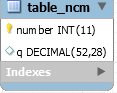 table_ncm
number INT(11)
q DECIMAL(52,28)
Indexes